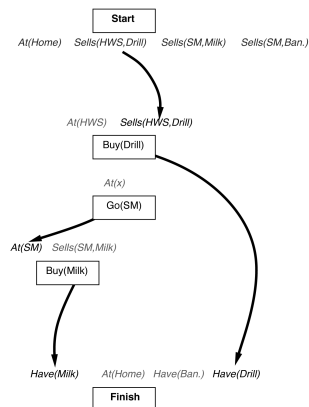 Start
At(Home) Sells(HWS,Drill) Sells(SM,Milk) Sells(SM,Ban.)
At(HWS) Sells(HWS,Drill)
Buy(Drill)
At(x)
Go(SM)
At(SM) Sells(SM,Milk)
Buy(Milk)
Have(Milk) At(Home) Have(Ban.) Have(Drill)
Finish